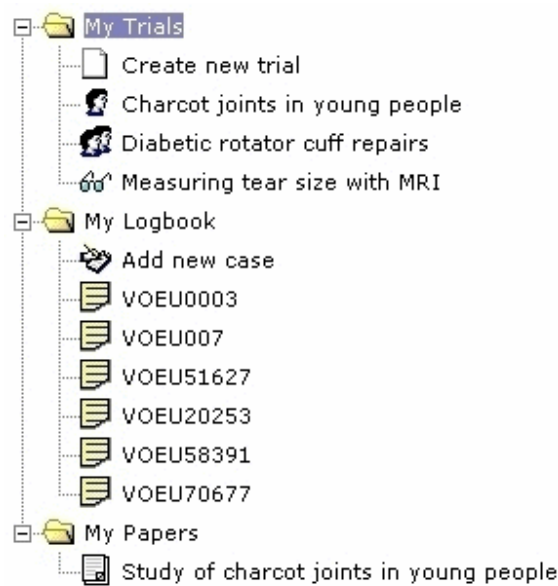 My Trials
Create new trial
Charcot joints in young people
Diabetic rotator cuff repairs
Measuring tear size with MRI
My Logbook
Add new case
VOEU0003
VOEU007
VOEU51627
VOEU20253
VOEU58391
VOEU70677
My Papers
Study of charcot joints in young people